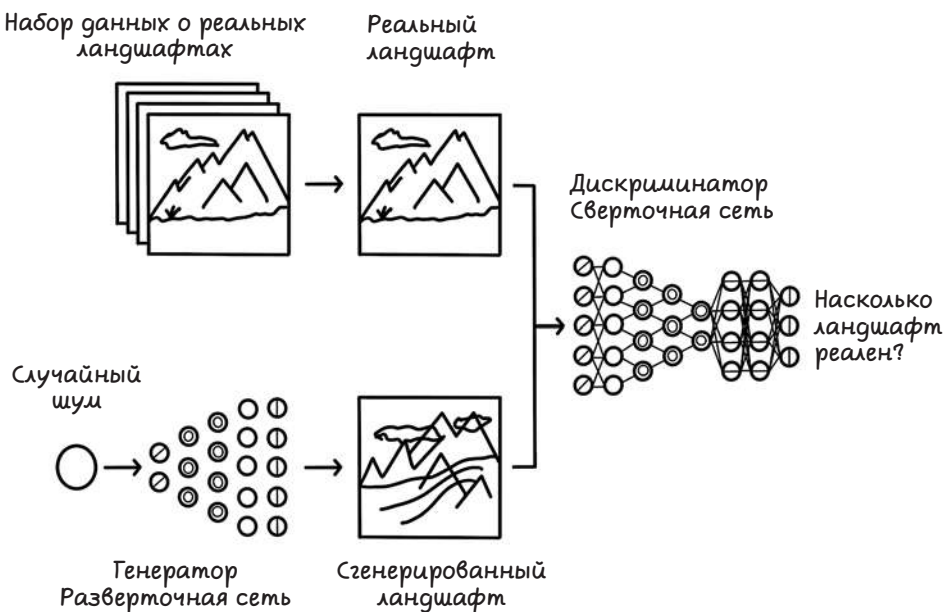 Набор данных о реальных
ландшафтах
Реальный
ландшафт
Дискриминатор
Сверточная сеть
Насколько
ландшафт
реален?
Случайный
шум
Генератор
Разверточная сеть
Сгенерированный
ландшафт